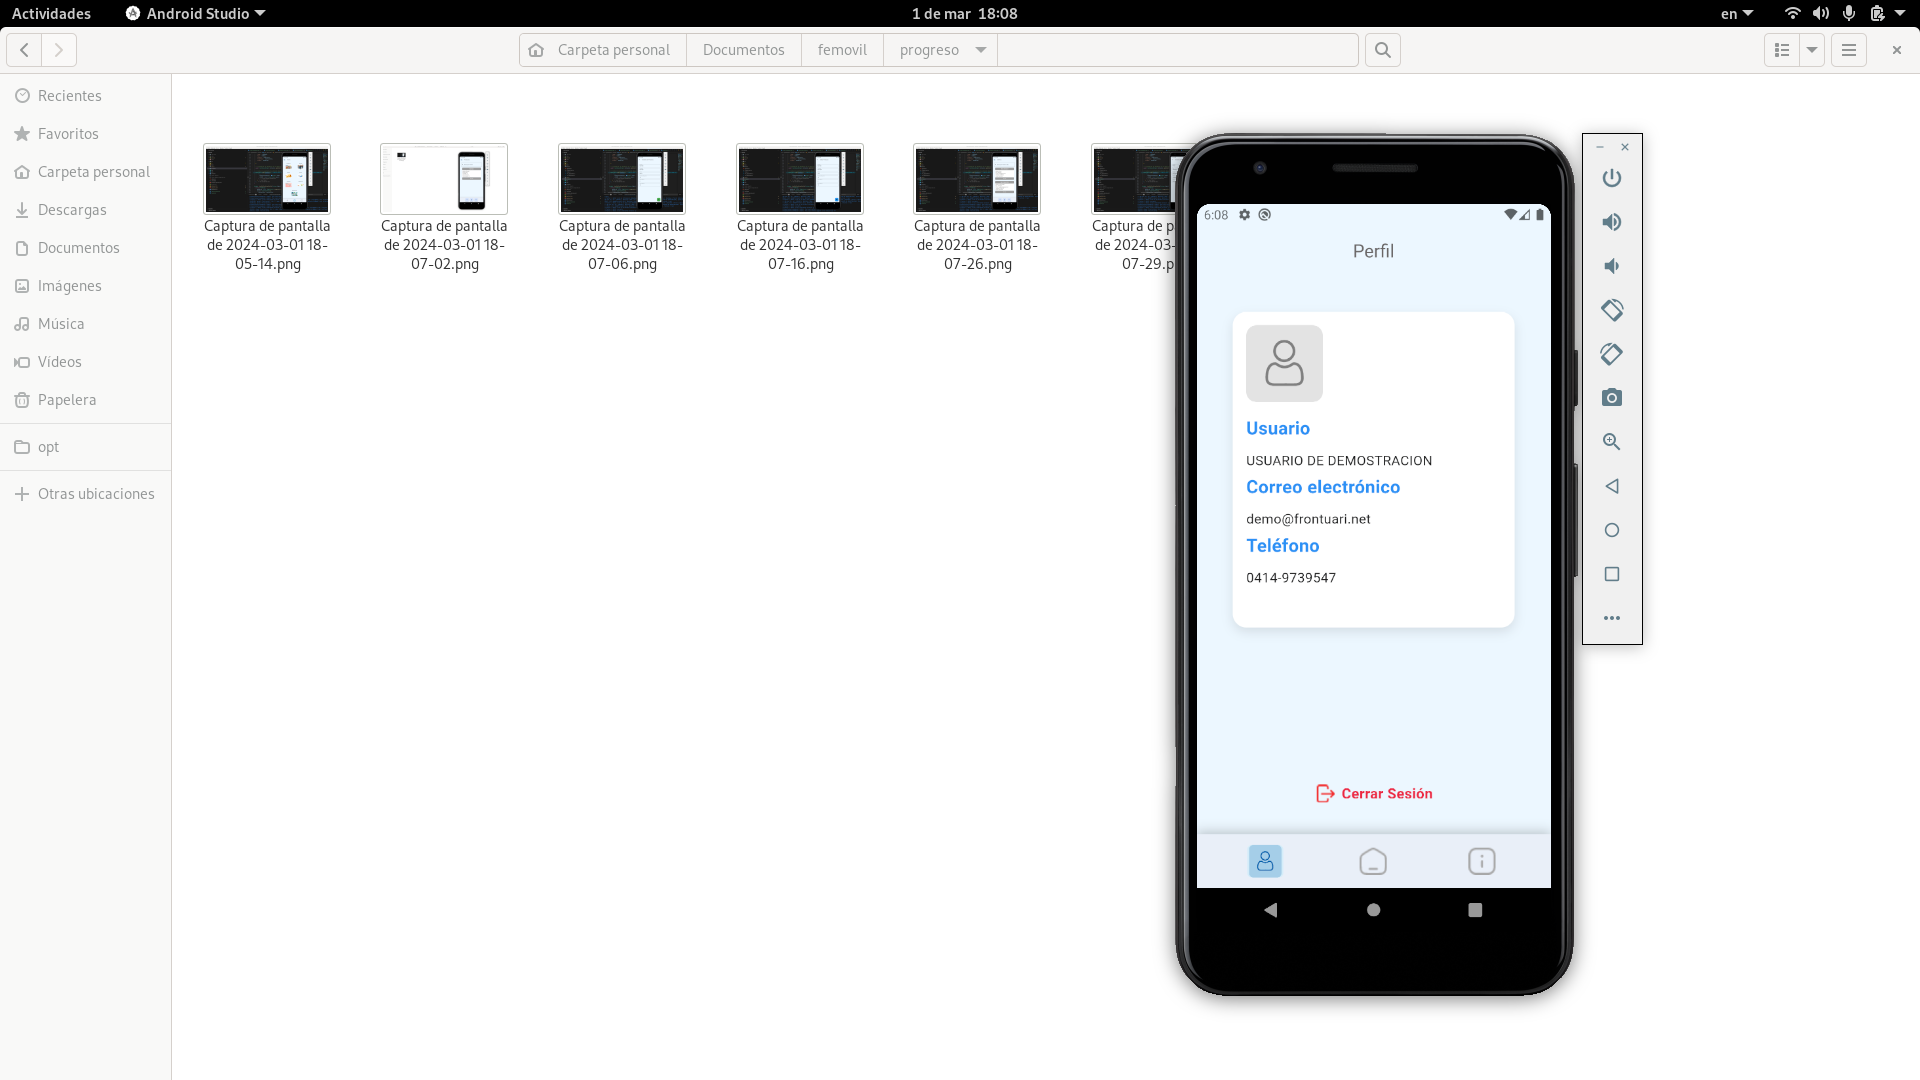 Actividades
Android Studio
1 de mar 18:08
en
Carpeta personal
Documentos
femovil
progreso
Recientes
Favoritos
Carpeta personal
Descargas
Documentos
Imágenes
Música
Vídeos
Papelera
opt
Otras ubicaciones
Captura de pantalla
de 2024-03-01 18-
05-14.png
Captura de pantalla
de 2024-03-01 18-
07-02.png
Captura de pantalla
de 2024-03-01 18-
07-06.png
Captura de pantalla
de 2024-03-01 18-
07-16.png
Captura de pantalla
de 2024-03-01 18-
07-26.png
Captura de pa
de 2024-03-
07-29.p
6:08
Perfil
Usuario
USUARIO DE DEMOSTRACION
Correo electrónico
demo@frontuari.net
Teléfono
0414-9739547
Cerrar Sesión